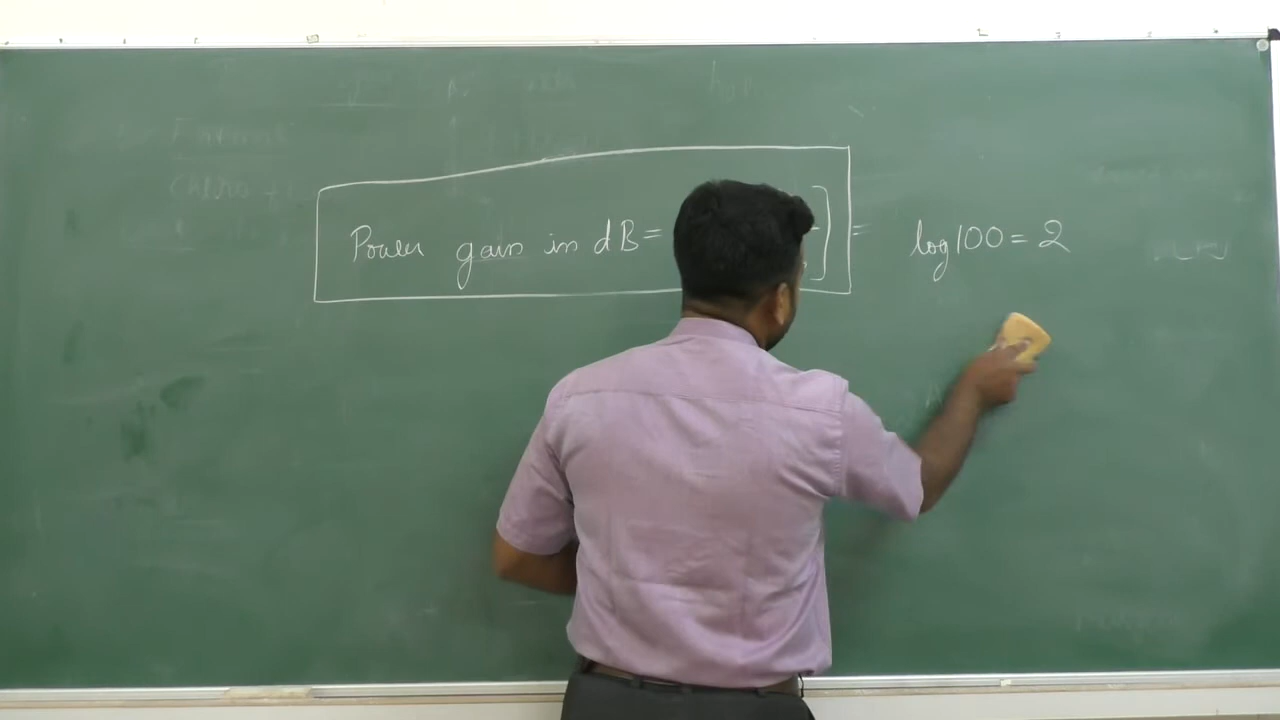 Power gain in dB = ] = log 100 = 2